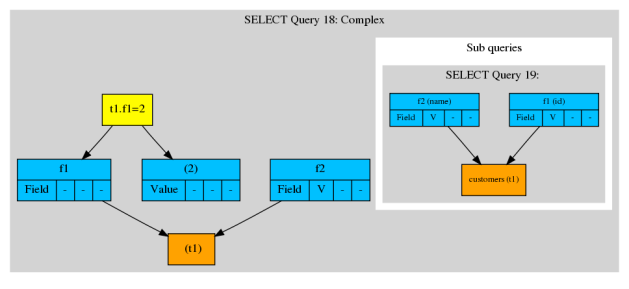 SELECT Query 18: Complex
Sub queries
SELECT Query 19:
f2 (name)
Field V - -
f1 (id)
Field V - -
customers (t1)
t1.f1=2
f1
Field - - -
(2)
Value - - -
f2
Field V - -
(t1)